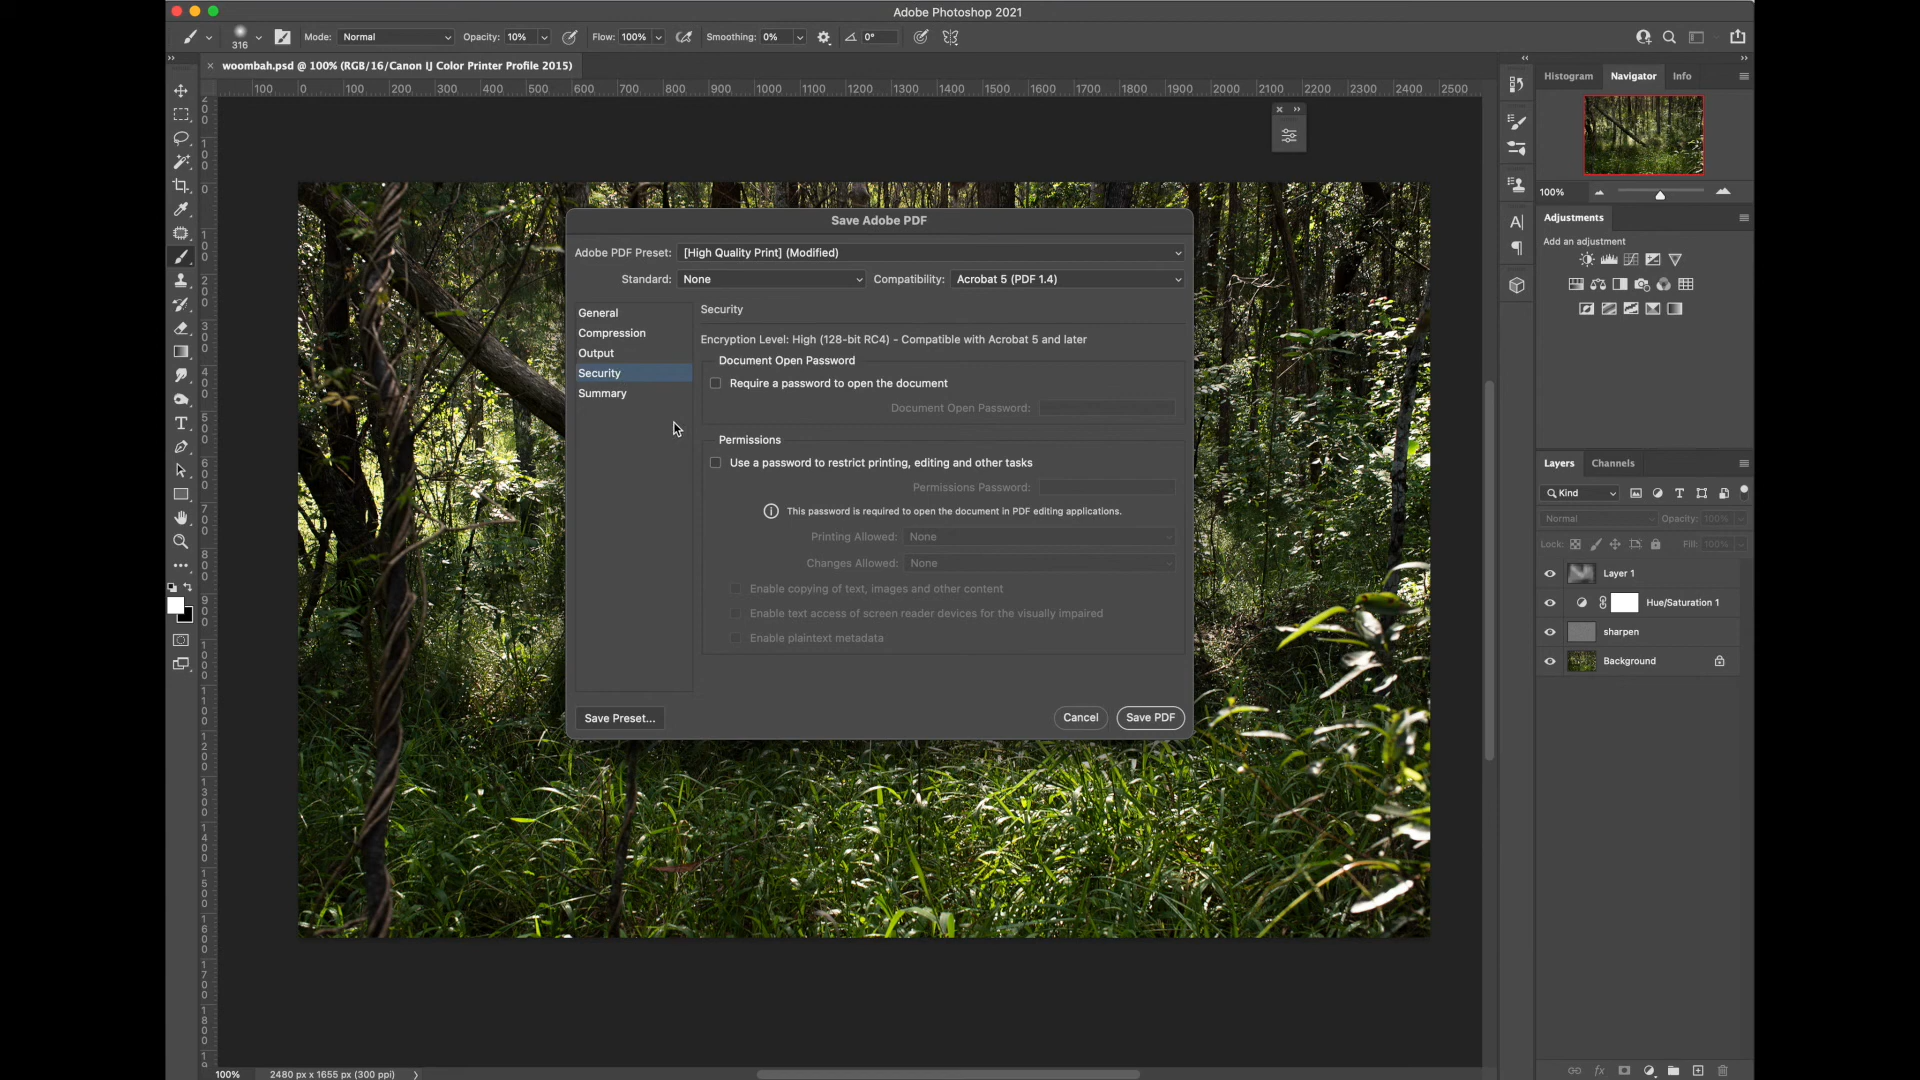 Adobe Photoshop 2021
316
Mode: Normal
Opacity: 10%
Flow: 100%
Smoothing: 0%
0°
× woombah.psd @ 100% (RGB/16/Canon IJ Color Printer Profile 2015)
100 0 100 200 300 400 500 600 700 800 900 1000 1100 1200 1300 1400 1500 1600 1700 1800 1900 2000 2100 2200 2300 2400 2500
Histogram Navigator Info
100%
Adjustments
Add an adjustment
Save Adobe PDF
Adobe PDF Preset: [High Quality Print] (Modified)
Standard: None Compatibility: Acrobat 5 (PDF 1.4)
General
Compression
Output
Security
Summary
Security
Encryption Level: High (128-bit RC4) - Compatible with Acrobat 5 and later
Document Open Password
Require a password to open the document
Document Open Password:
Permissions
Use a password to restrict printing, editing and other tasks
Permissions Password:
This password is required to open the document in PDF editing applications.
Printing Allowed: None
Changes Allowed: None
Enable copying of text, images and other content
Enable text access of screen reader devices for the visually impaired
Enable plaintext metadata
Save Preset... Cancel Save PDF
Layers Channels
Kind
Normal Opacity: 100%
Lock: Fill: 100%
Layer 1
Hue/Saturation 1
sharpen
Background
fx
100% 2480 px x 1655 px (300 ppi)